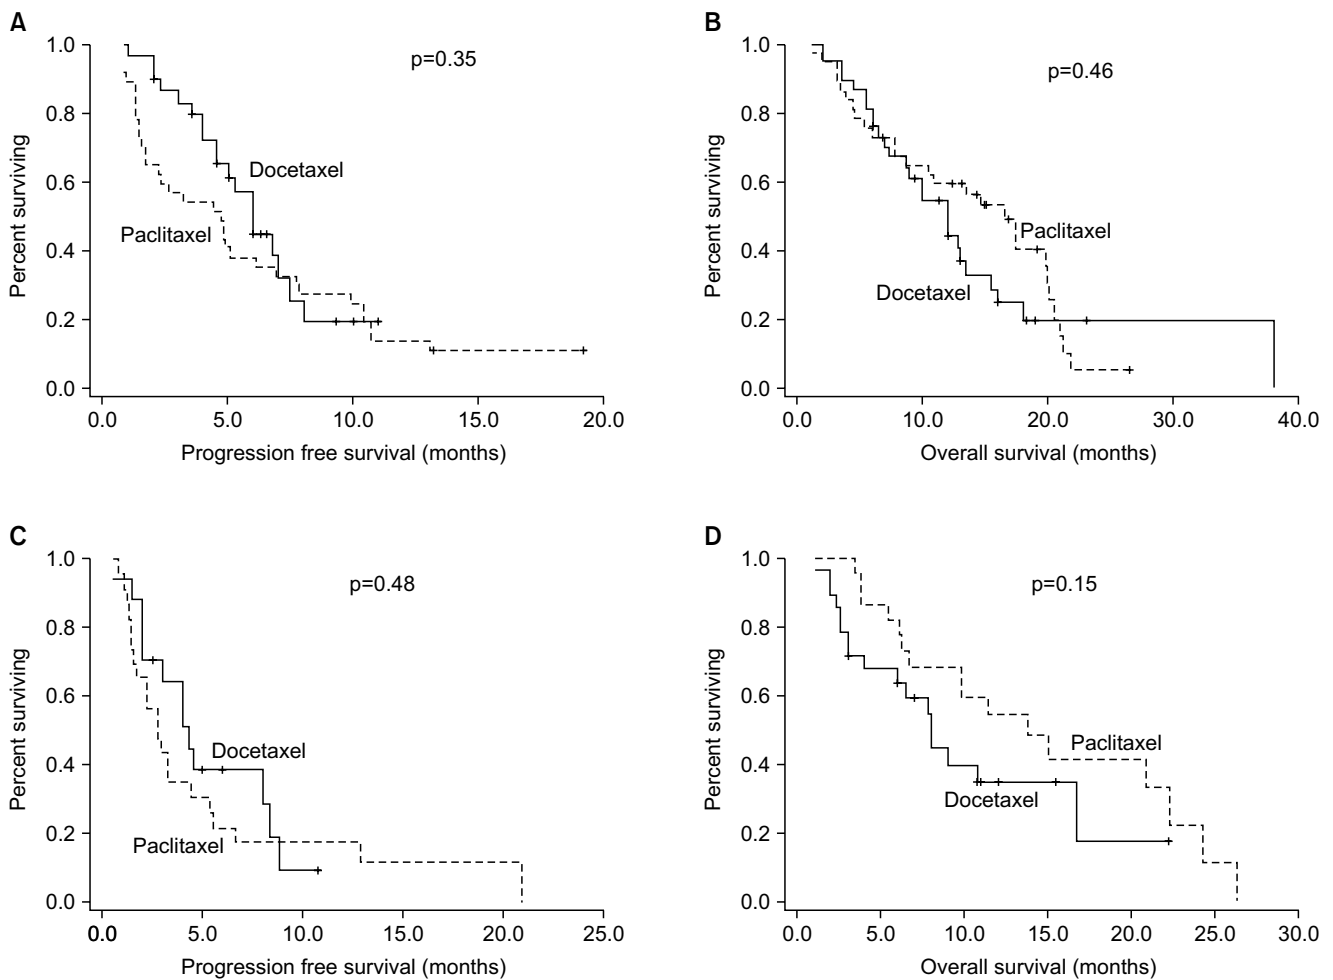 A
1.0
0.8
0.6
0.4
0.2
0.0
Percent surviving
p=0.35
Docetaxel
Paclitaxel
0.0 5.0 10.0 15.0 20.0
Progression free survival (months)
B
1.0
0.8
0.6
0.4
0.2
0.0
Percent surviving
p=0.46
Paclitaxel
Docetaxel
0.0 10.0 20.0 30.0 40.0
Overall survival (months)
C
1.0
0.8
0.6
0.4
0.2
0.0
Percent surviving
p=0.48
Docetaxel
Paclitaxel
0.0 5.0 10.0 15.0 20.0 25.0
Progression free survival (months)
D
1.0
0.8
0.6
0.4
0.2
0.0
Percent surviving
p=0.15
Paclitaxel
Docetaxel
0.0 5.0 10.0 15.0 20.0 25.0 30.0
Overall survival (months)